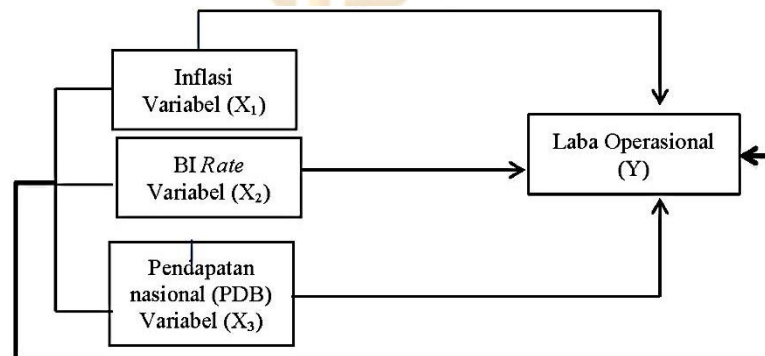 Inflasi
Variabel (X₁)
BI Rate
Variabel (X₂)
Pendapatan
nasional (PDB)
Variabel (X₃)
Laba Operasional
(Y)